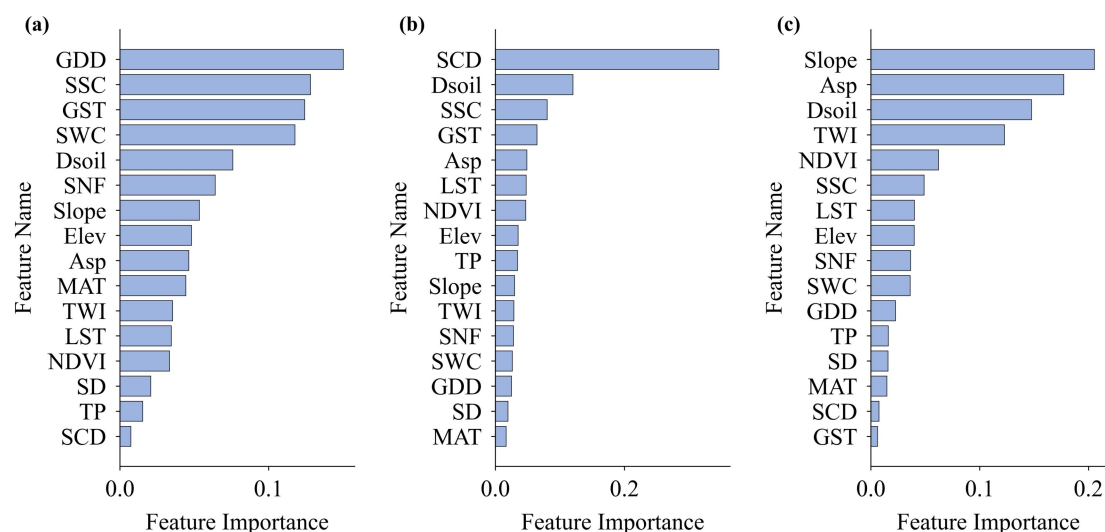 (a)
Feature Name
GDD
SSC
GST
SWC
Dsoil
SNF
Slope
Elev
Asp
MAT
TWI
LST
NDVI
SD
TP
SCD
0.0 0.1
Feature Importance
(b)
Feature Name
SCD
Dsoil
SSC
GST
Asp
LST
NDVI
Elev
TP
Slope
TWI
SNF
SWC
GDD
SD
MAT
0.0 0.2
Feature Importance
(c)
Feature Name
Slope
Asp
Dsoil
TWI
NDVI
SSC
LST
Elev
SNF
SWC
GDD
TP
SD
MAT
SCD
GST
0.0 0.1 0.2
Feature Importance